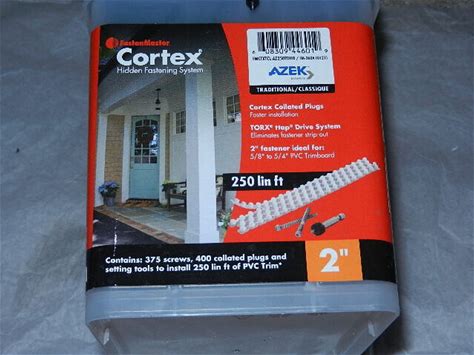 FastenMaster
Cortex®
Hidden Fastening System
08309 44601
AZEK
TRADITIONAL/CLASSIQUE
Cortex Collated Plugs
Faster installation
TORX® ttap® Drive System
Eliminates fastener strip out
2" fastener ideal for:
5/8" to 5/4" PVC Trimboard
250 lin ft
Contains: 375 screws, 400 collated plugs and
setting tools to install 250 lin ft of PVC Trim*
2"